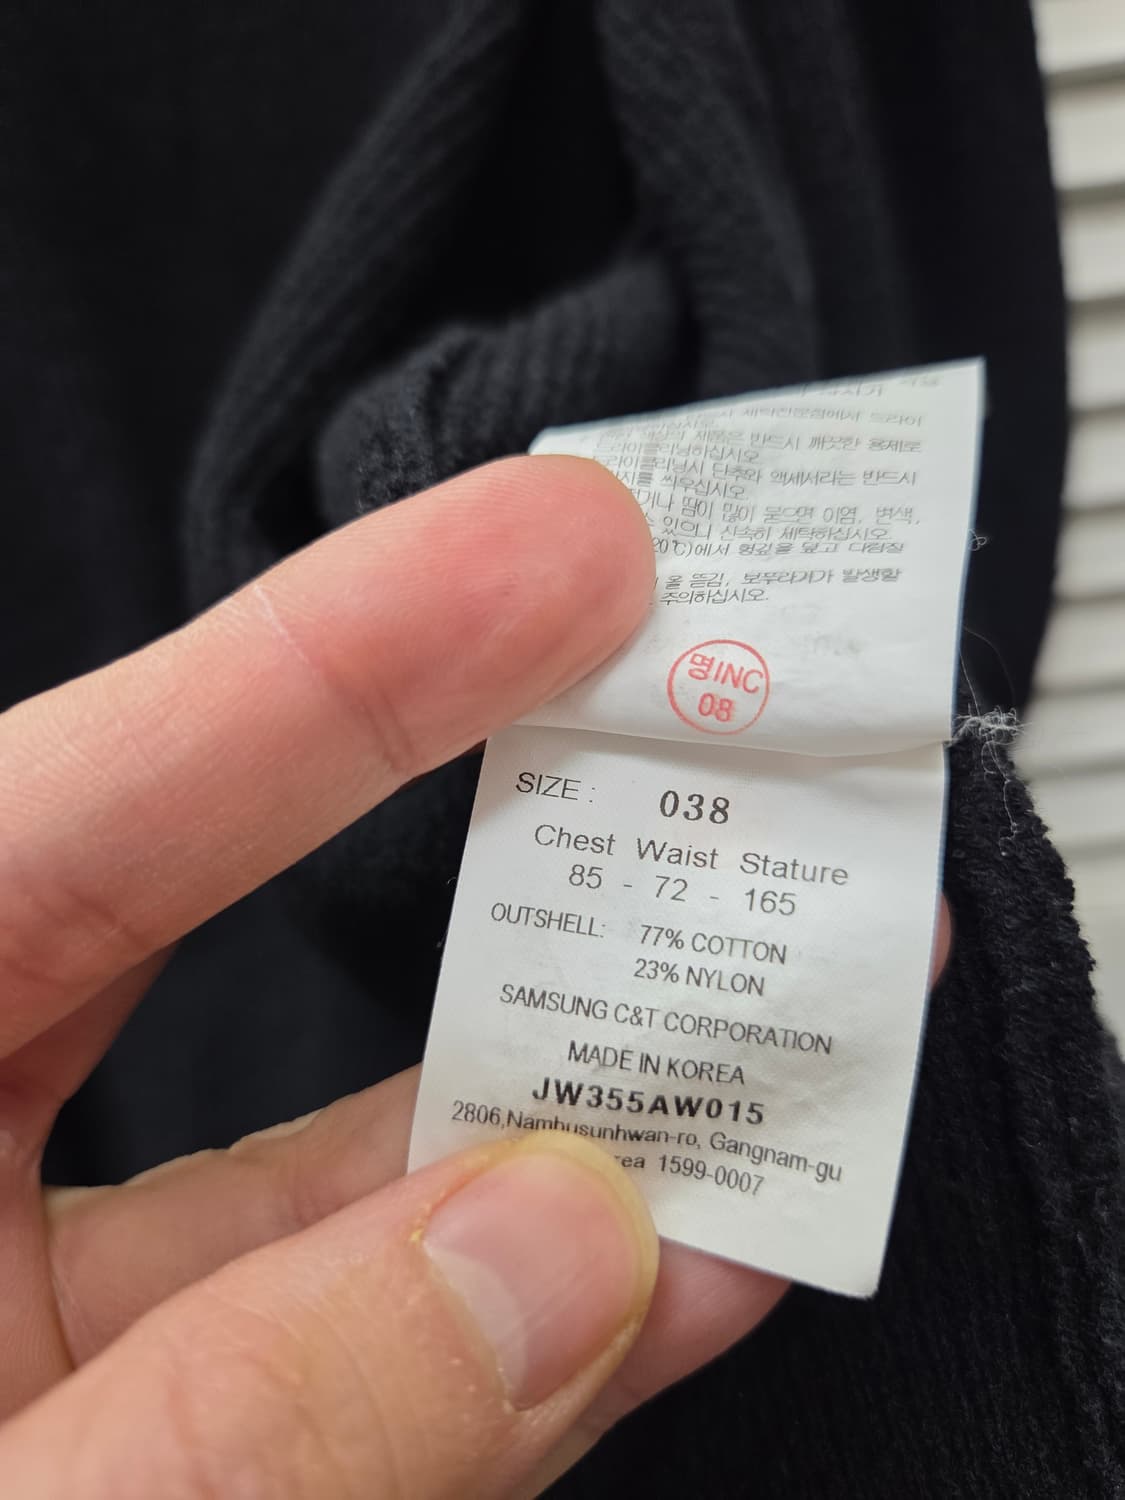 세탁전문점에서 드라이
제품은 반드시 깨끗한 용제로
드라이클리닝하십시오
드라이클리닝시 단추와 액세서리는 반드시
씌우십시오
땀이 많이 묻으면 이염, 변색,
있으니 신속히 세탁하십시오.
20℃)에서 헝겊을 덮고 다림질
올 뜯김, 보푸라기가 발생할
주의하십시오.
명INC
08
SIZE : 038
Chest Waist Stature
85 - 72 - 165
OUTSHELL: 77% COTTON
23% NYLON
SAMSUNG C&T CORPORATION
MADE IN KOREA
JW355AW015
2806,Nambusunhwan-ro, Gangnam-gu
rea 1599-0007